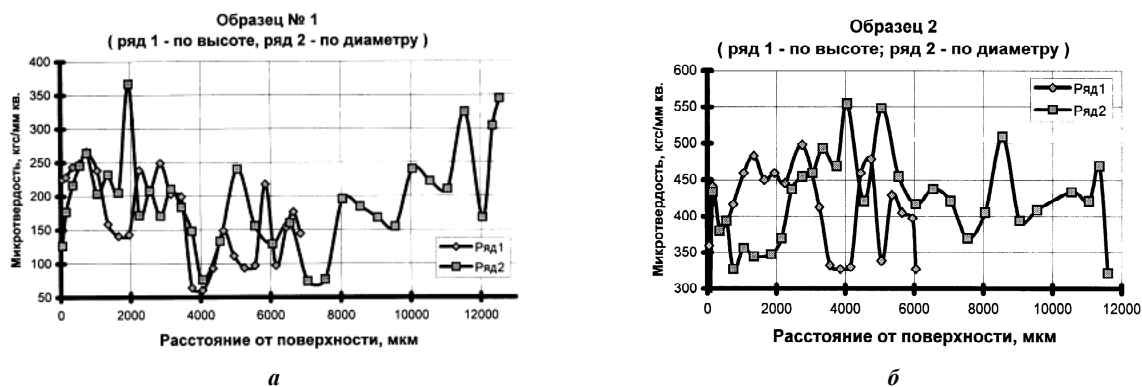 Образец № 1
( ряд 1 - по высоте, ряд 2 - по диаметру )
Микротвердость, кгс/мм кв.
400
350
300
250
200
150
100
50
0 2000 4000 6000 8000 10000 12000
Ряд1
Ряд2
Расстояние от поверхности, мкм
а
Образец 2
( ряд 1 - по высоте; ряд 2 - по диаметру )
Микротвердость, кгс/мм кв.
600
550
500
450
400
350
300
0 2000 4000 6000 8000 10000 12000
Ряд1
Ряд2
Расстояние от поверхности, мкм
б